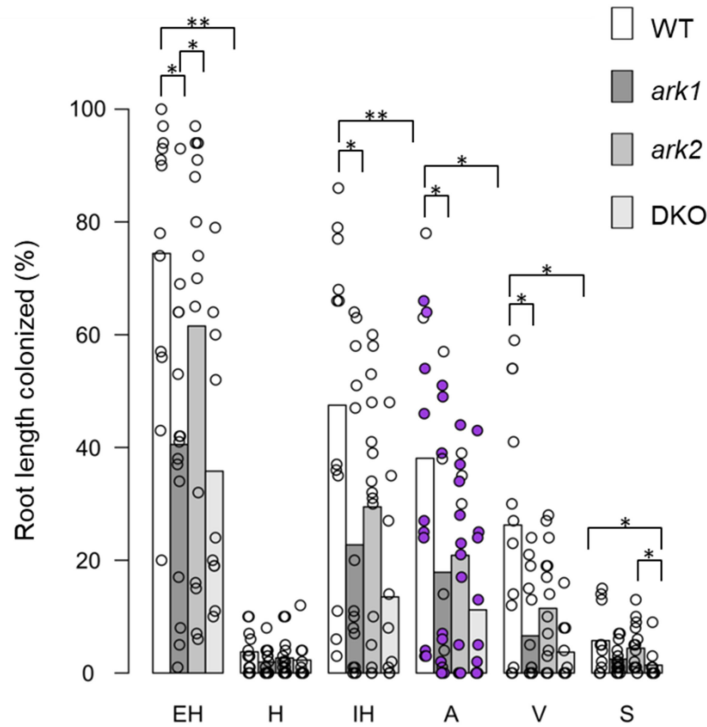 WT
ark1
ark2
DKO
Root length colonized (%)
100
80
60
40
20
0
**
*
*
**
*
*
*
*
*
*
*
EH
H
IH
A
V
S